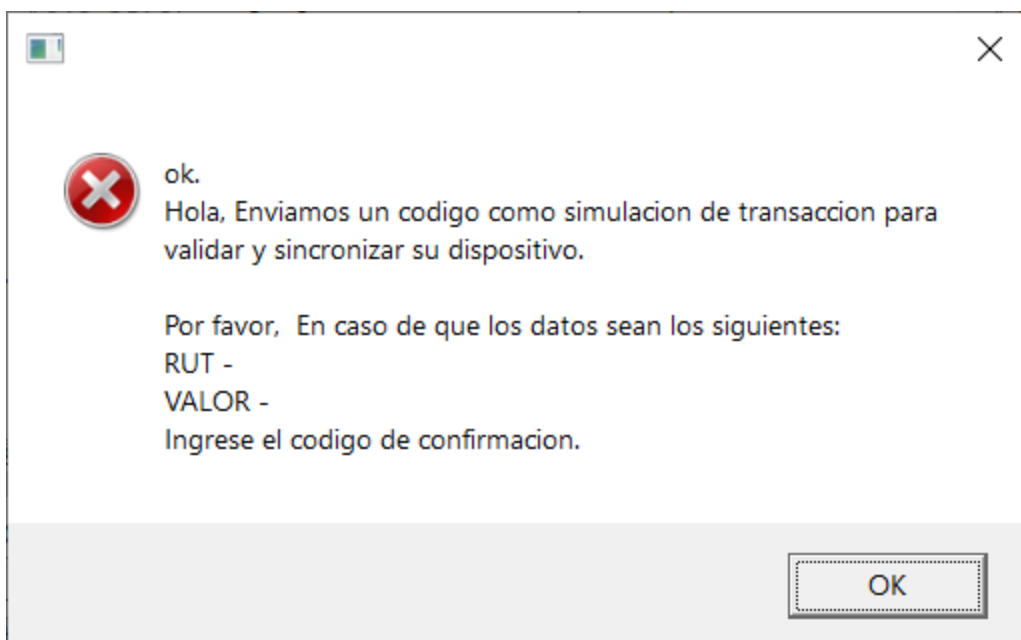 ok.
Hola, Enviamos un codigo como simulacion de transaccion para
validar y sincronizar su dispositivo.
Por favor,  En caso de que los datos sean los siguientes:
RUT -
VALOR -
Ingrese el codigo de confirmacion.
OK